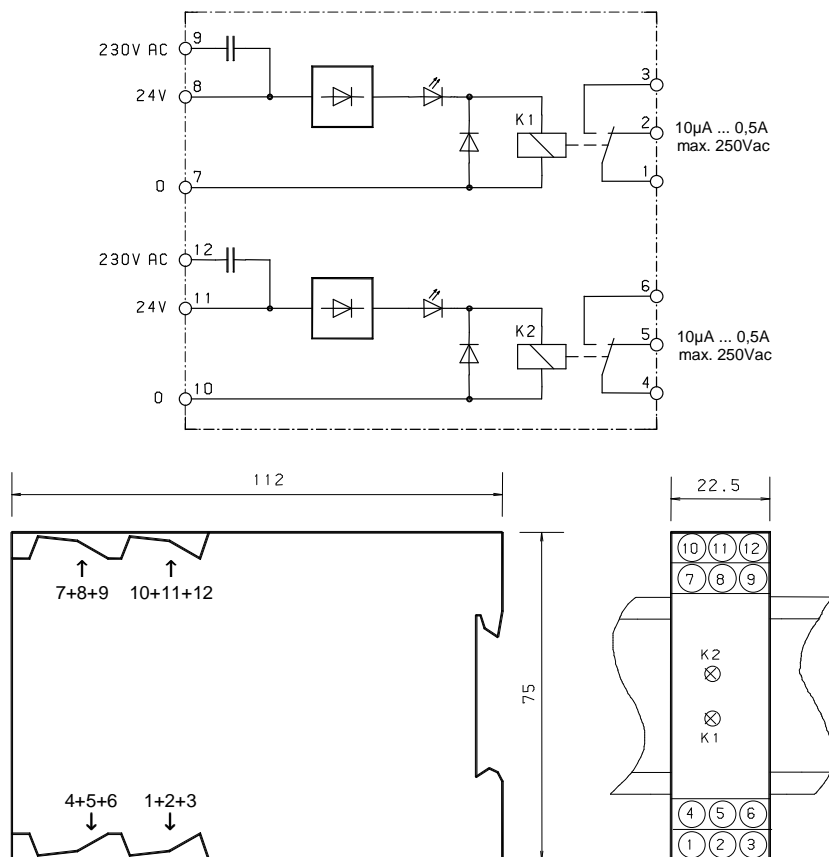 9
230V AC
8
24V
3
K1
2
10µA ... 0,5A
max. 250Vac
7
0
1
12
230V AC
11
24V
6
K2
5
10µA ... 0,5A
max. 250Vac
10
0
4
112
22.5
10 11 12
7 8 9
7+8+9 10+11+12
K2
75
K1
4+5+6 1+2+3
4 5 6
1 2 3